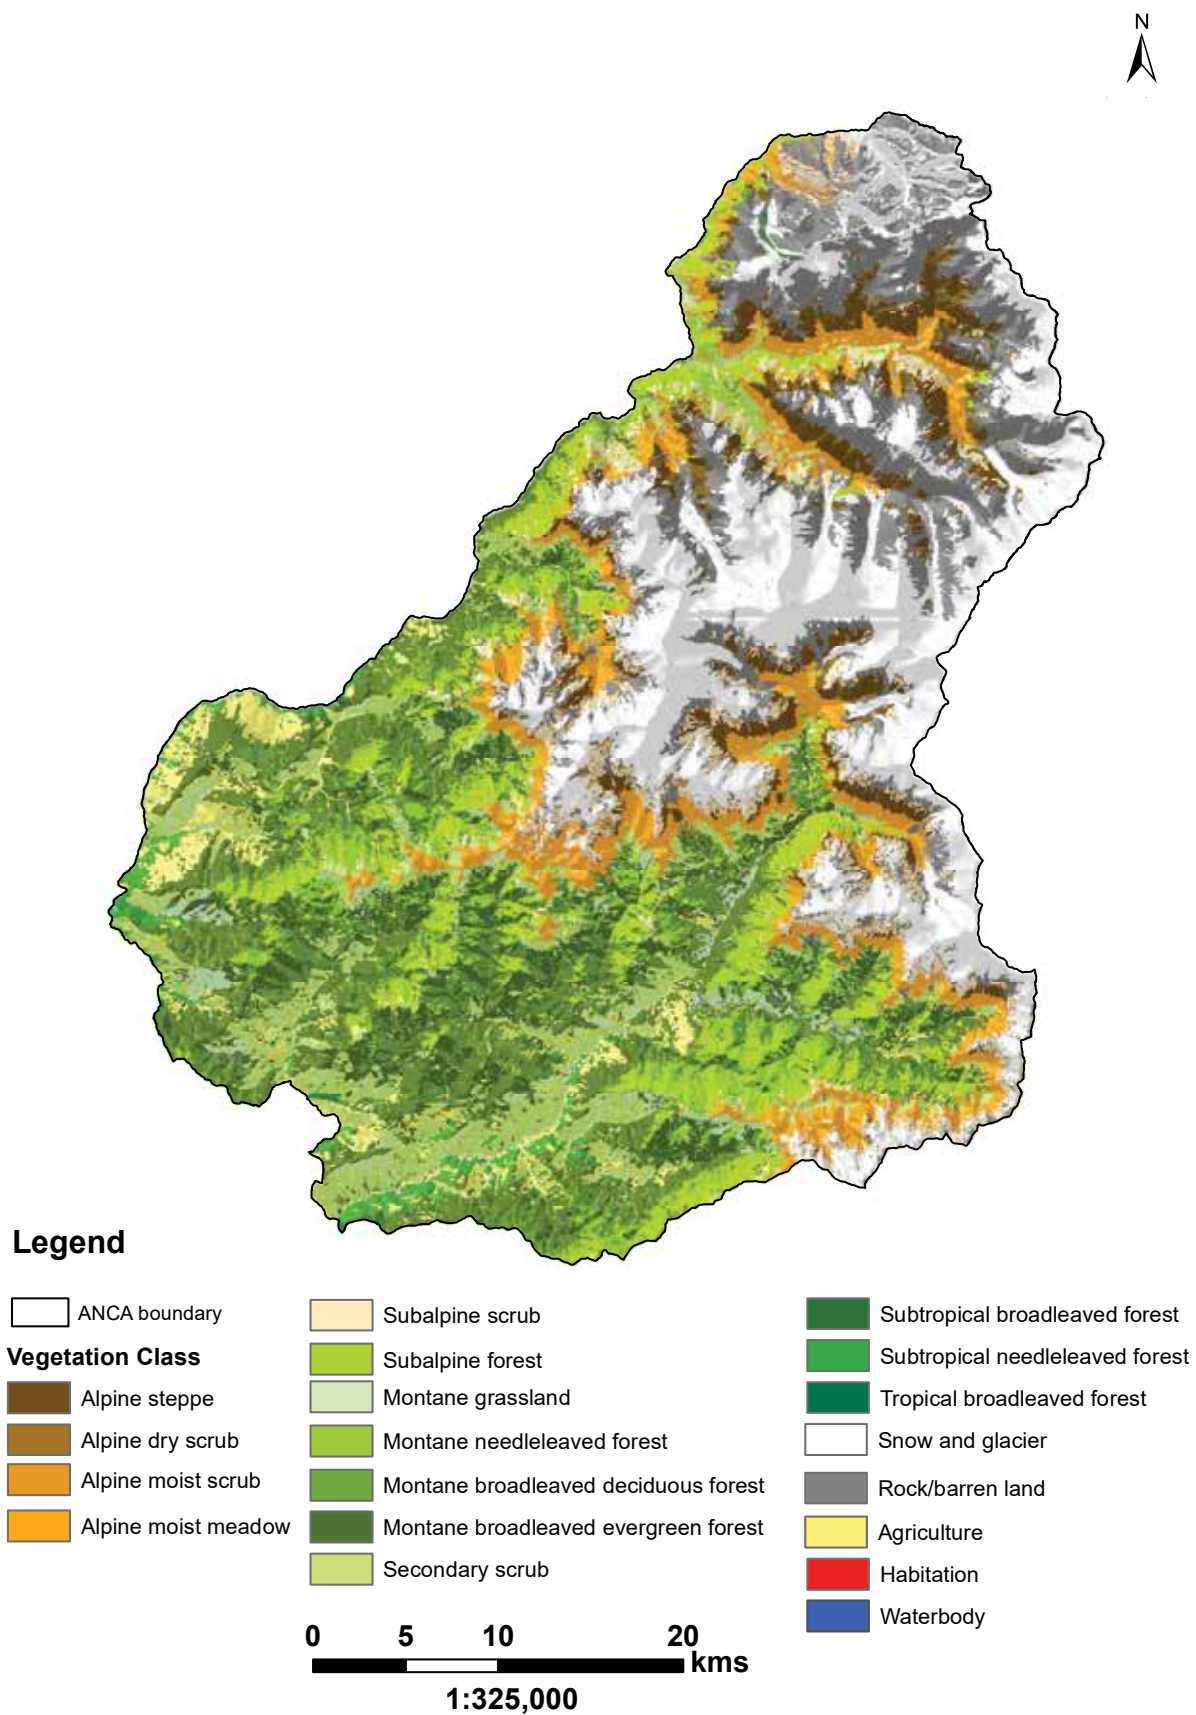 N
Legend
ANCA boundary
Vegetation Class
Alpine steppe
Alpine dry scrub
Alpine moist scrub
Alpine moist meadow
Subalpine scrub
Subalpine forest
Montane grassland
Montane needleleaved forest
Montane broadleaved deciduous forest
Montane broadleaved evergreen forest
Secondary scrub
Subtropical broadleaved forest
Subtropical needleleaved forest
Tropical broadleaved forest
Snow and glacier
Rock/barren land
Agriculture
Habitation
Waterbody
0 5 10 20
kms
1:325,000